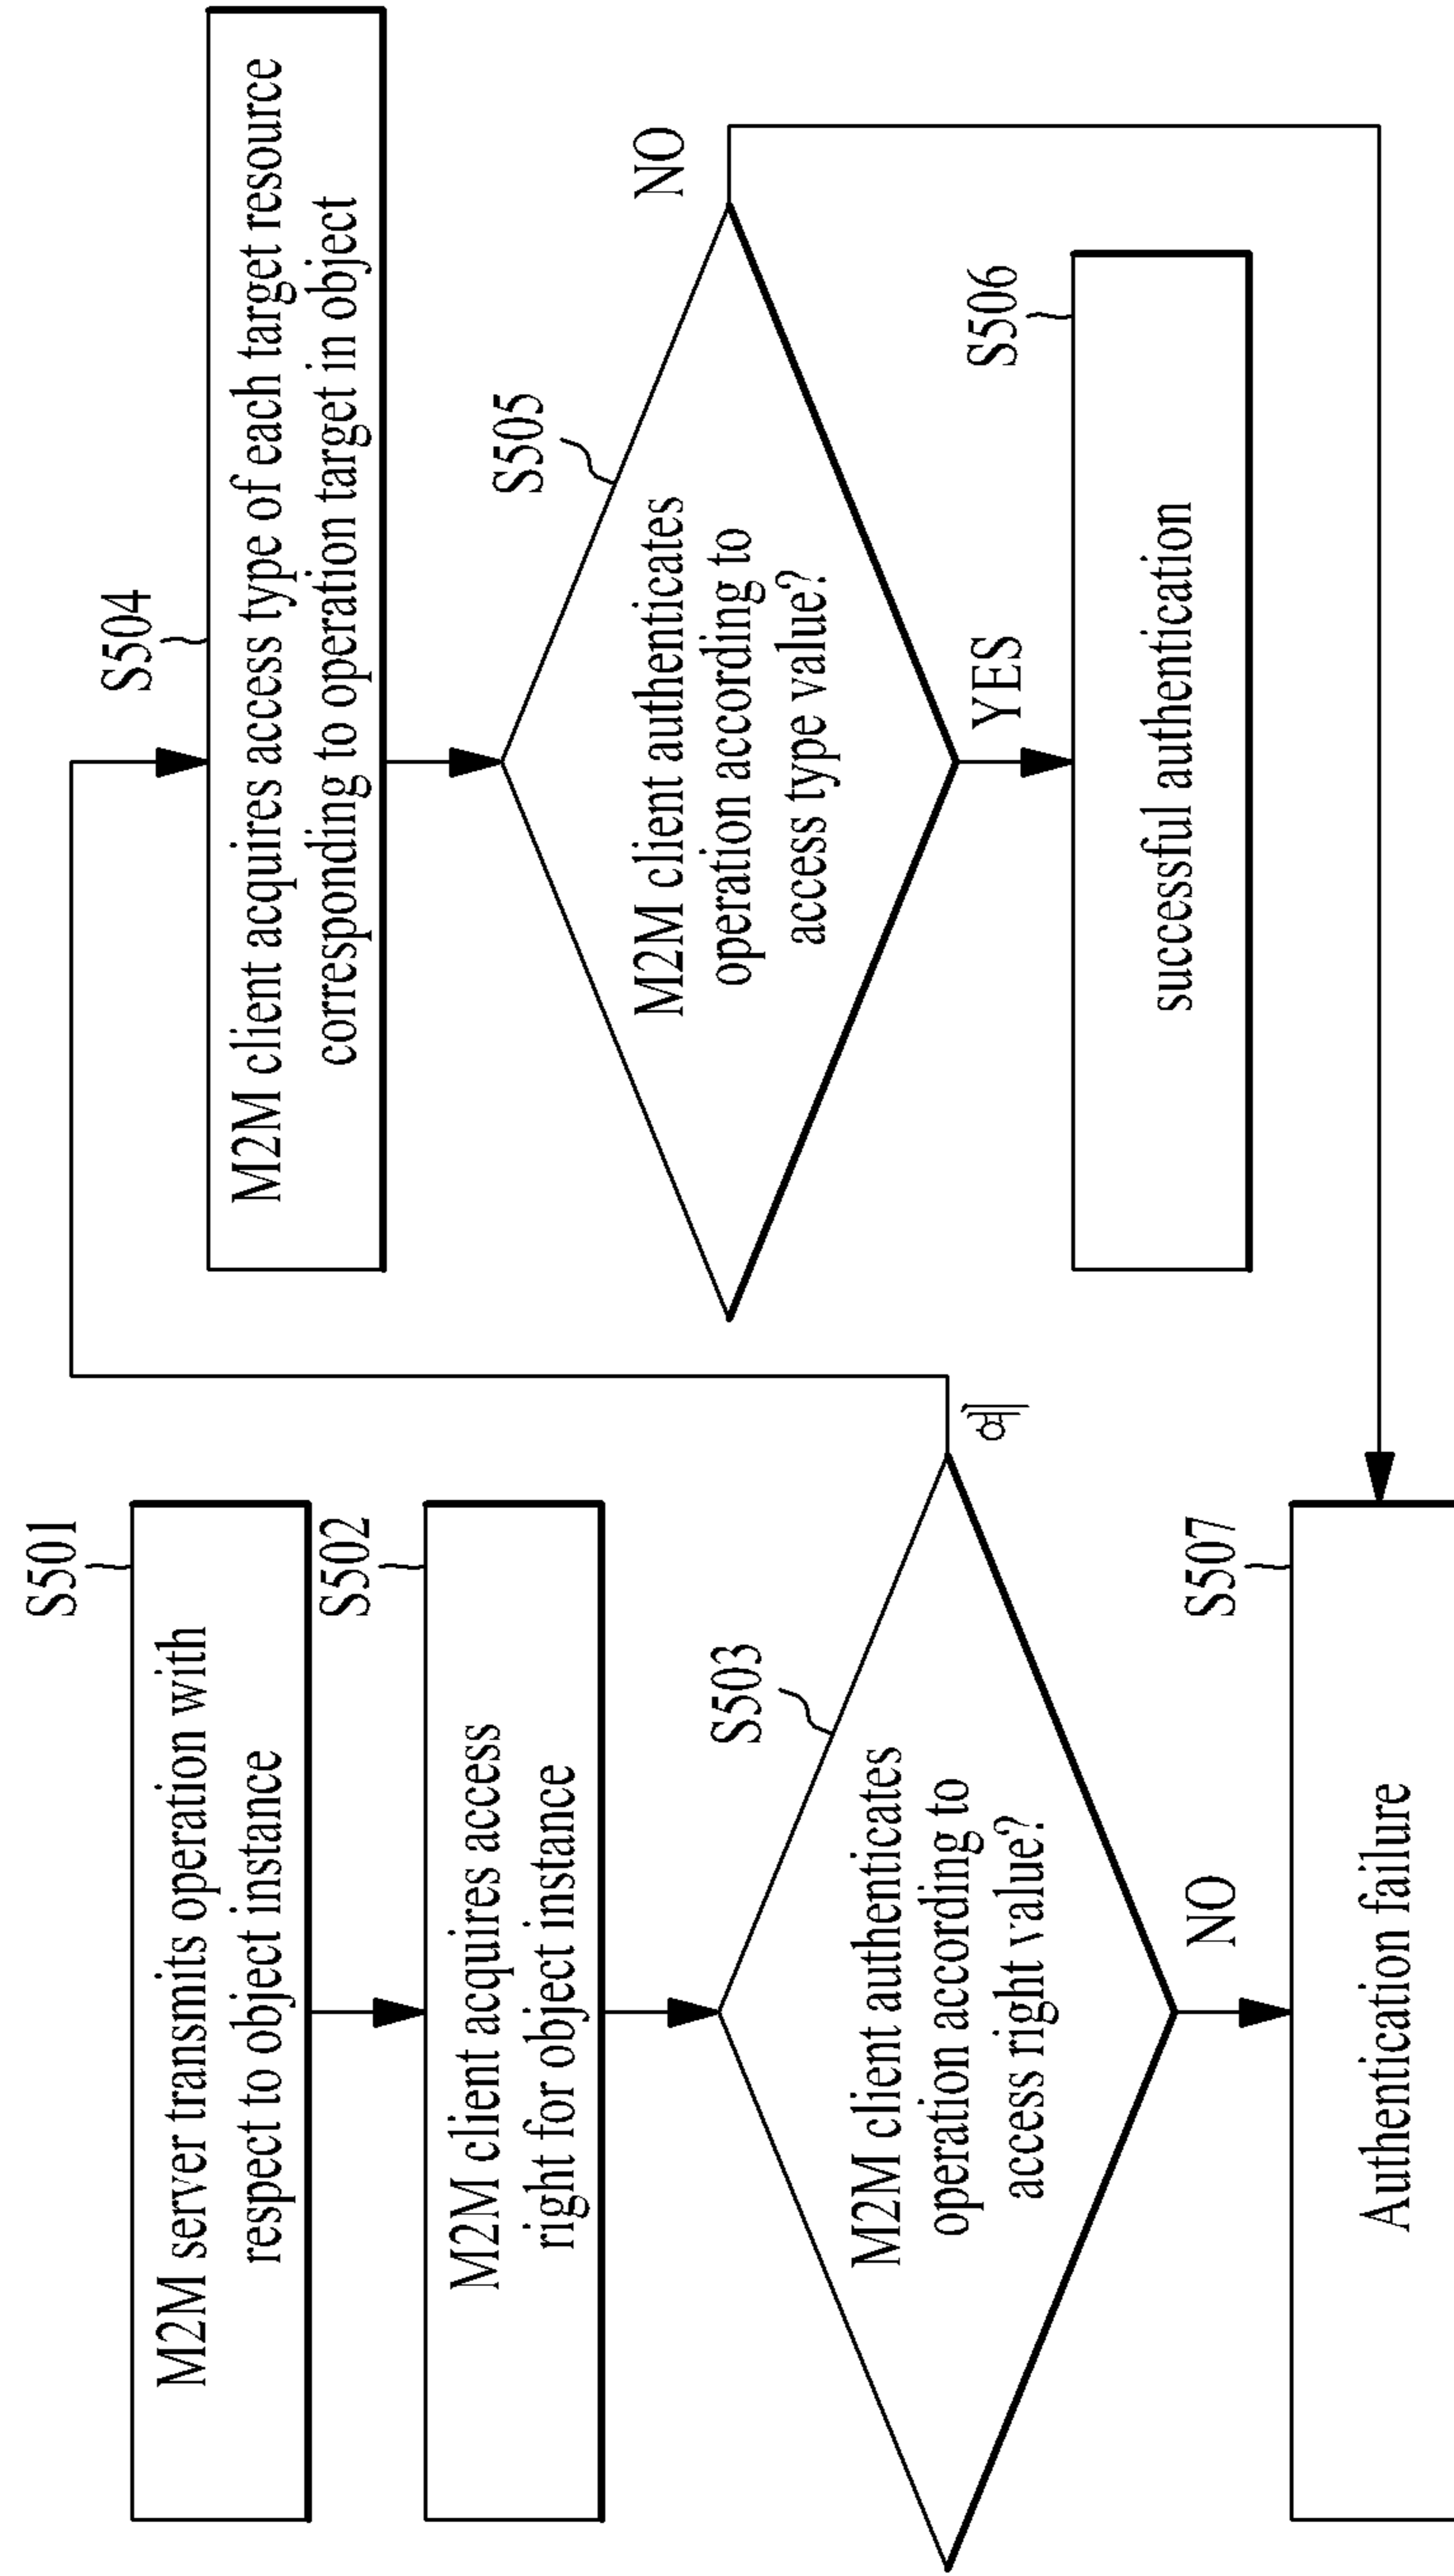 S501
M2M server transmits operation with
respect to object instance
S502
M2M client acquires access
right for object instance
S503
M2M client authenticates
operation according to
access right value?
예
NO
S507
Authentication failure
S504
M2M client acquires access type of each target resource
corresponding to operation target in object
S505
M2M client authenticates
operation according to
access type value?
NO
YES
S506
successful authentication